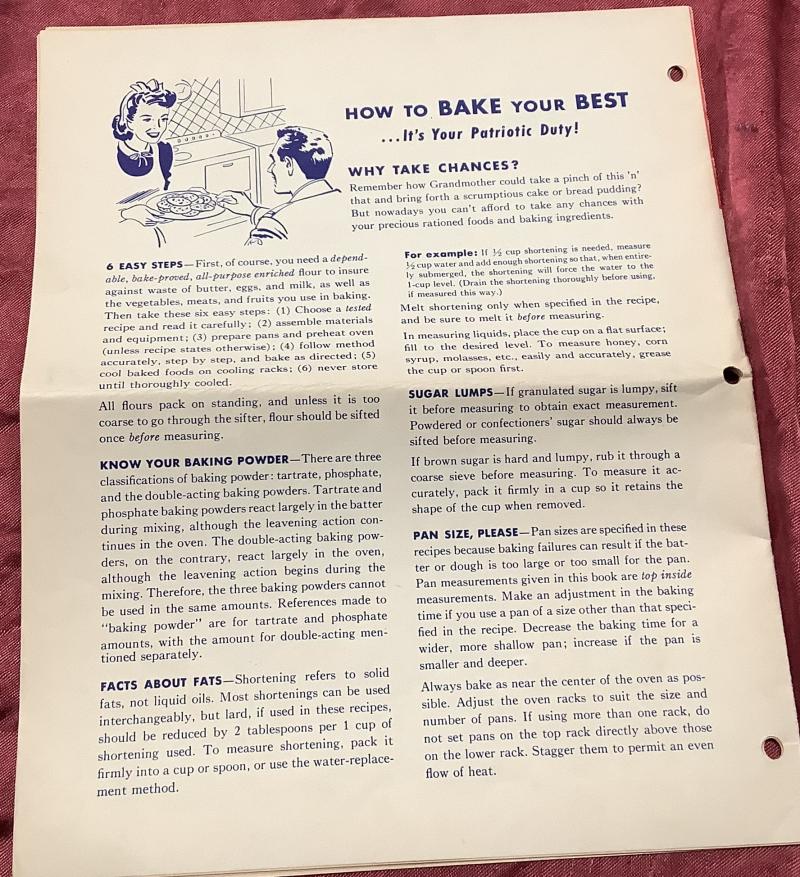 HOW TO BAKE YOUR BEST
...It's Your Patriotic Duty!
WHY TAKE CHANCES?
Remember how Grandmother could take a pinch of this 'n'
that and bring forth a scrumptious cake or bread pudding?
But nowadays you can't afford to take any chances with
your precious rationed foods and baking ingredients.
6 EASY STEPS—First, of course, you need a depend-
able, bake-proved, all-purpose enriched flour to insure
against waste of butter, eggs, and milk, as well as
the vegetables, meats, and fruits you use in baking.
Then take these six easy steps: (1) Choose a tested
recipe and read it carefully; (2) assemble materials
and equipment; (3) prepare pans and preheat oven
(unless recipe states otherwise); (4) follow method
accurately, step by step, and bake as directed; (5)
cool baked foods on cooling racks; (6) never store
until thoroughly cooled.
All flours pack on standing, and unless it is too
coarse to go through the sifter, flour should be sifted
once before measuring.
KNOW YOUR BAKING POWDER—There are three
classifications of baking powder: tartrate, phosphate,
and the double-acting baking powders. Tartrate and
phosphate baking powders react largely in the batter
during mixing, although the leavening action con-
tinues in the oven. The double-acting baking pow-
ders, on the contrary, react largely in the oven,
although the leavening action begins during the
mixing. Therefore, the three baking powders cannot
be used in the same amounts. References made to
"baking powder" are for tartrate and phosphate
amounts, with the amount for double-acting men-
tioned separately.
FACTS ABOUT FATS—Shortening refers to solid
fats, not liquid oils. Most shortenings can be used
interchangeably, but lard, if used in these recipes,
should be reduced by 2 tablespoons per 1 cup of
shortening used. To measure shortening, pack it
firmly into a cup or spoon, or use the water-replace-
ment method.
For example: If ½ cup shortening is needed, measure
½ cup water and add enough shortening so that, when entire-
ly submerged, the shortening will force the water to the
1-cup level. (Drain the shortening thoroughly before using,
if measured this way.)
Melt shortening only when specified in the recipe,
and be sure to melt it before measuring.
In measuring liquids, place the cup on a flat surface;
fill to the desired level. To measure honey, corn
syrup, molasses, etc., easily and accurately, grease
the cup or spoon first.
SUGAR LUMPS—If granulated sugar is lumpy, sift
it before measuring to obtain exact measurement.
Powdered or confectioners' sugar should always be
sifted before measuring.
If brown sugar is hard and lumpy, rub it through a
coarse sieve before measuring. To measure it ac-
curately, pack it firmly in a cup so it retains the
shape of the cup when removed.
PAN SIZE, PLEASE—Pan sizes are specified in these
recipes because baking failures can result if the bat-
ter or dough is too large or too small for the pan.
Pan measurements given in this book are top inside
measurements. Make an adjustment in the baking
time if you use a pan of a size other than that speci-
fied in the recipe. Decrease the baking time for a
wider, more shallow pan; increase if the pan is
smaller and deeper.
Always bake as near the center of the oven as pos-
sible. Adjust the oven racks to suit the size and
number of pans. If using more than one rack, do
not set pans on the top rack directly above those
on the lower rack. Stagger them to permit an even
flow of heat.